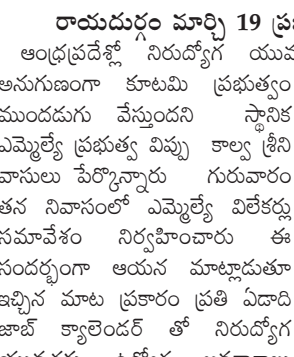 రాయదుర్గం మార్చి 19 ప్ర
ఆంధ్రప్రదేశ్లో నిరుద్యోగ యువ
అనుగుణంగా కూటమి ప్రభుత్వం
ముందడుగు వేస్తుందని స్థానిక
ఎమ్మెల్యే ప్రభుత్వ విప్పు కాల్వ శ్రీని
వాసులు పేర్కొన్నారు గురువారం
తన నివాసంలో ఎమ్మెల్యే విలేకర్లు
సమావేశం నిర్వహించారు ఈ
సందర్భంగా ఆయన మాట్లాడుతూ
ఇచ్చిన మాట ప్రకారం ప్రతి ఏడాది
జాబ్ క్యాలెండర్ తో నిరుద్యోగ